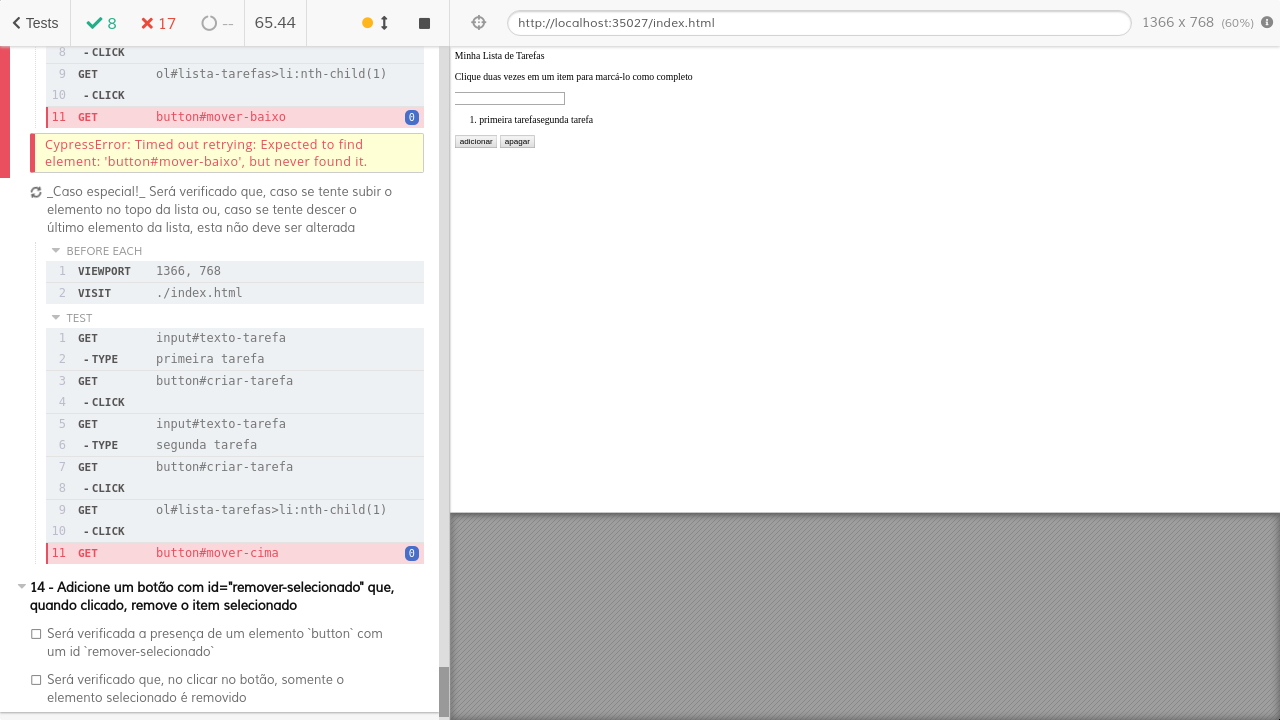 Tests
8
17
--
65.44
http://localhost:35027/index.html
1366 x 768 (60%)
8 - CLICK
9 GET ol#lista-tarefas>li:nth-child(1)
10 - CLICK
11 GET button#mover-baixo 0
CypressError: Timed out retrying: Expected to find
element: 'button#mover-baixo', but never found it.
_Caso especial!_ Será verificado que, caso se tente subir o
elemento no topo da lista ou, caso se tente descer o
último elemento da lista, esta não deve ser alterada
BEFORE EACH
1 VIEWPORT 1366, 768
2 VISIT ./index.html
TEST
1 GET input#texto-tarefa
2 - TYPE primeira tarefa
3 GET button#criar-tarefa
4 - CLICK
5 GET input#texto-tarefa
6 - TYPE segunda tarefa
7 GET button#criar-tarefa
8 - CLICK
9 GET ol#lista-tarefas>li:nth-child(1)
10 - CLICK
11 GET button#mover-cima 0
14 - Adicione um botão com id="remover-selecionado" que,
quando clicado, remove o item selecionado
Será verificada a presença de um elemento `button` com
um id `remover-selecionado`
Será verificado que, no clicar no botão, somente o
elemento selecionado é removido
Minha Lista de Tarefas
Clique duas vezes em um item para marcá-lo como completo
1. primeira tarefasegunda tarefa
adicionar apagar